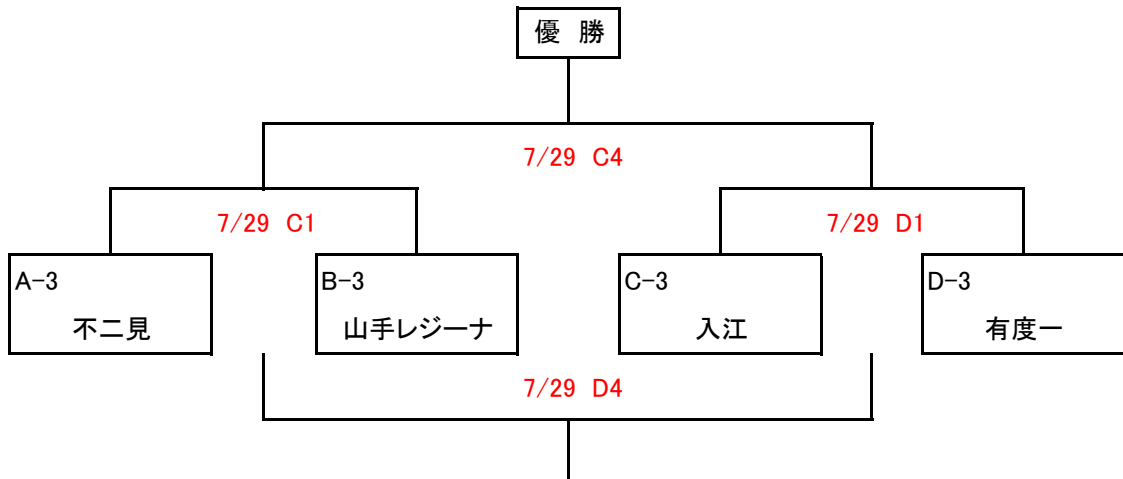 優 勝
7/29 C4
7/29 C1
7/29 D1
A-3
不二見
B-3
山手レジーナ
C-3
入江
D-3
有度一
7/29 D4